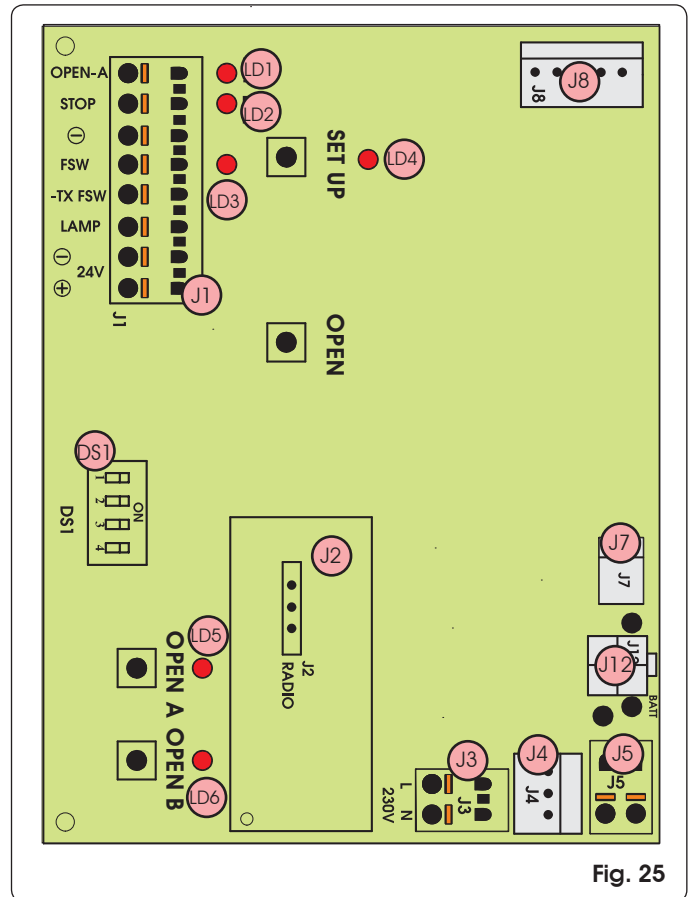 OPEN-A
LD1
STOP
LD2
⊖
FSW
LD3
-TX FSW
LAMP
⊖
24V
⊕
J1
J1
SET UP
LD4
J8
J8
OPEN
DS1
1
2
3
4
ON
DS1
J2
J2
RADIO
J7
J7
J12
BATT
LD5
OPEN A
OPEN B
LD6
J3
L
N
230V
J3
J4
J4
J5
J5
Fig. 25